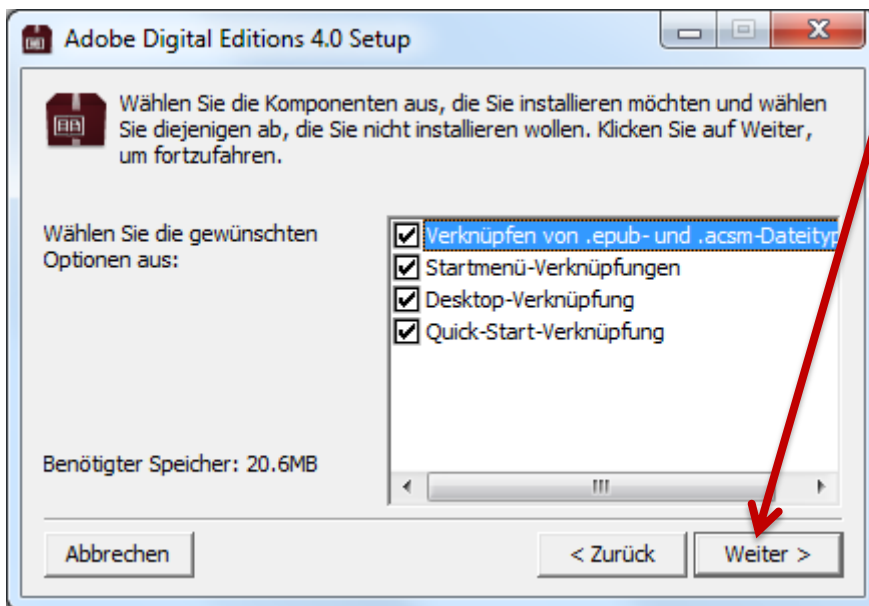 Adobe Digital Editions 4.0 Setup
Wählen Sie die Komponenten aus, die Sie installieren möchten und wählen
Sie diejenigen ab, die Sie nicht installieren wollen. Klicken Sie auf Weiter,
um fortzufahren.
Wählen Sie die gewünschten
Optionen aus:
Verknüpfen von .epub- und .acsm-Dateityp
Startmenü-Verknüpfungen
Desktop-Verknüpfung
Quick-Start-Verknüpfung
Benötigter Speicher: 20.6MB
Abbrechen
< Zurück
Weiter >